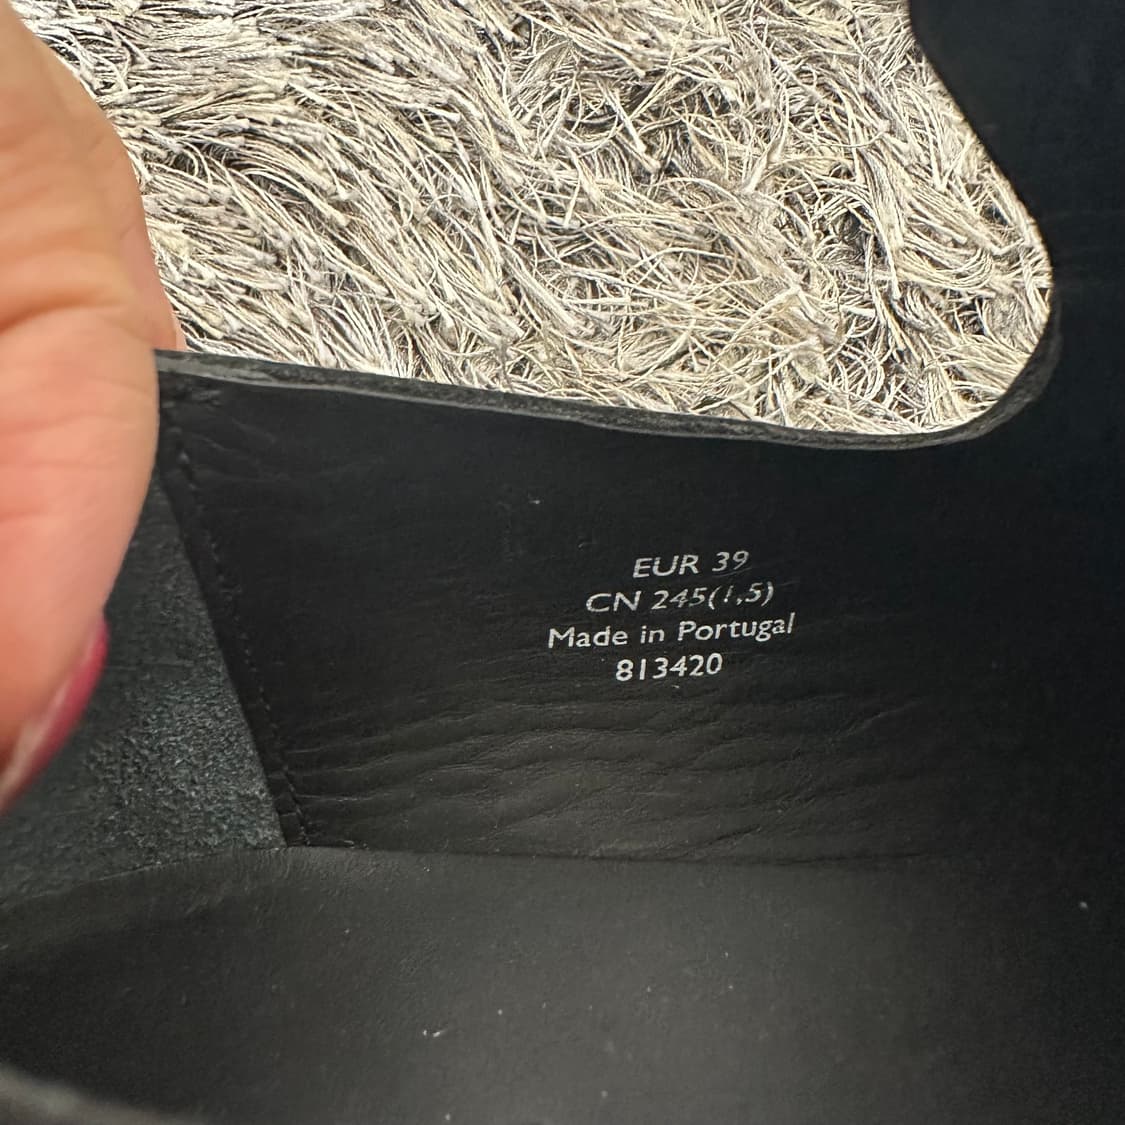 EUR 39
CN 245(1,5)
Made in Portugal
813420